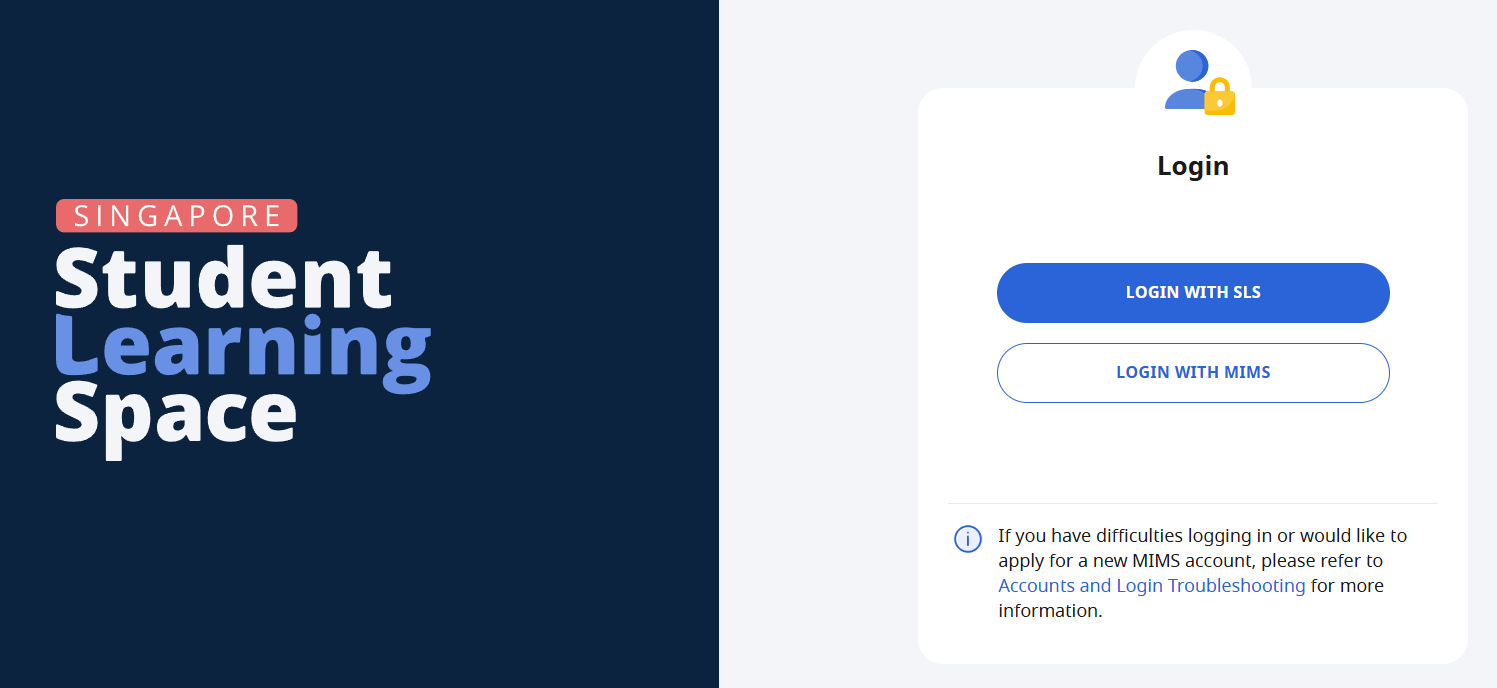 SINGAPORE
Student
Learning
Space
Login
LOGIN WITH SLS
LOGIN WITH MIMS
If you have difficulties logging in or would like to
apply for a new MIMS account, please refer to
Accounts and Login Troubleshooting for more
information.